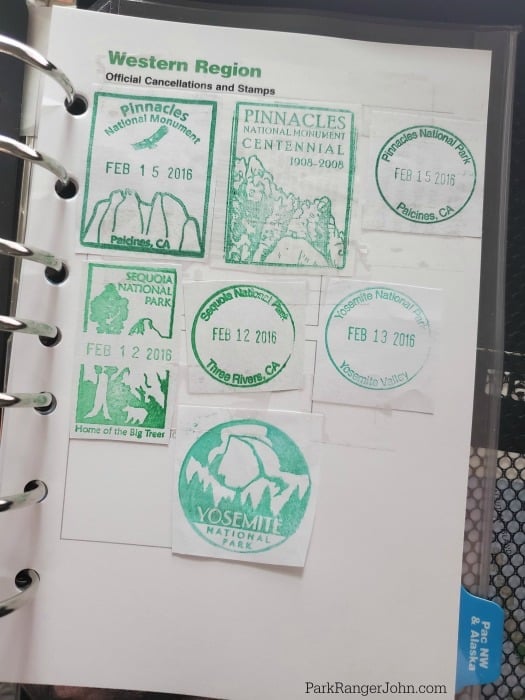 Western Region
Official Cancellations and Stamps
Pinnacles
National Monument
FEB 15 2016
Paicines, CA
PINNACLES
NATIONAL MONUMENT
CENTENNIAL
1908-2008
Pinnacles National Park
FEB 15 2016
Paicines, CA
SEQUOIA
NATIONAL
PARK
FEB 12 2016
Home of the Big Trees
Sequoia National Park
FEB 12 2016
Three Rivers, CA
Yosemite National Park
FEB 13 2016
Yosemite Valley
YOSEMITE
NATIONAL
PARK
Pac NW
& Alaska
ParkRangerJohn.com